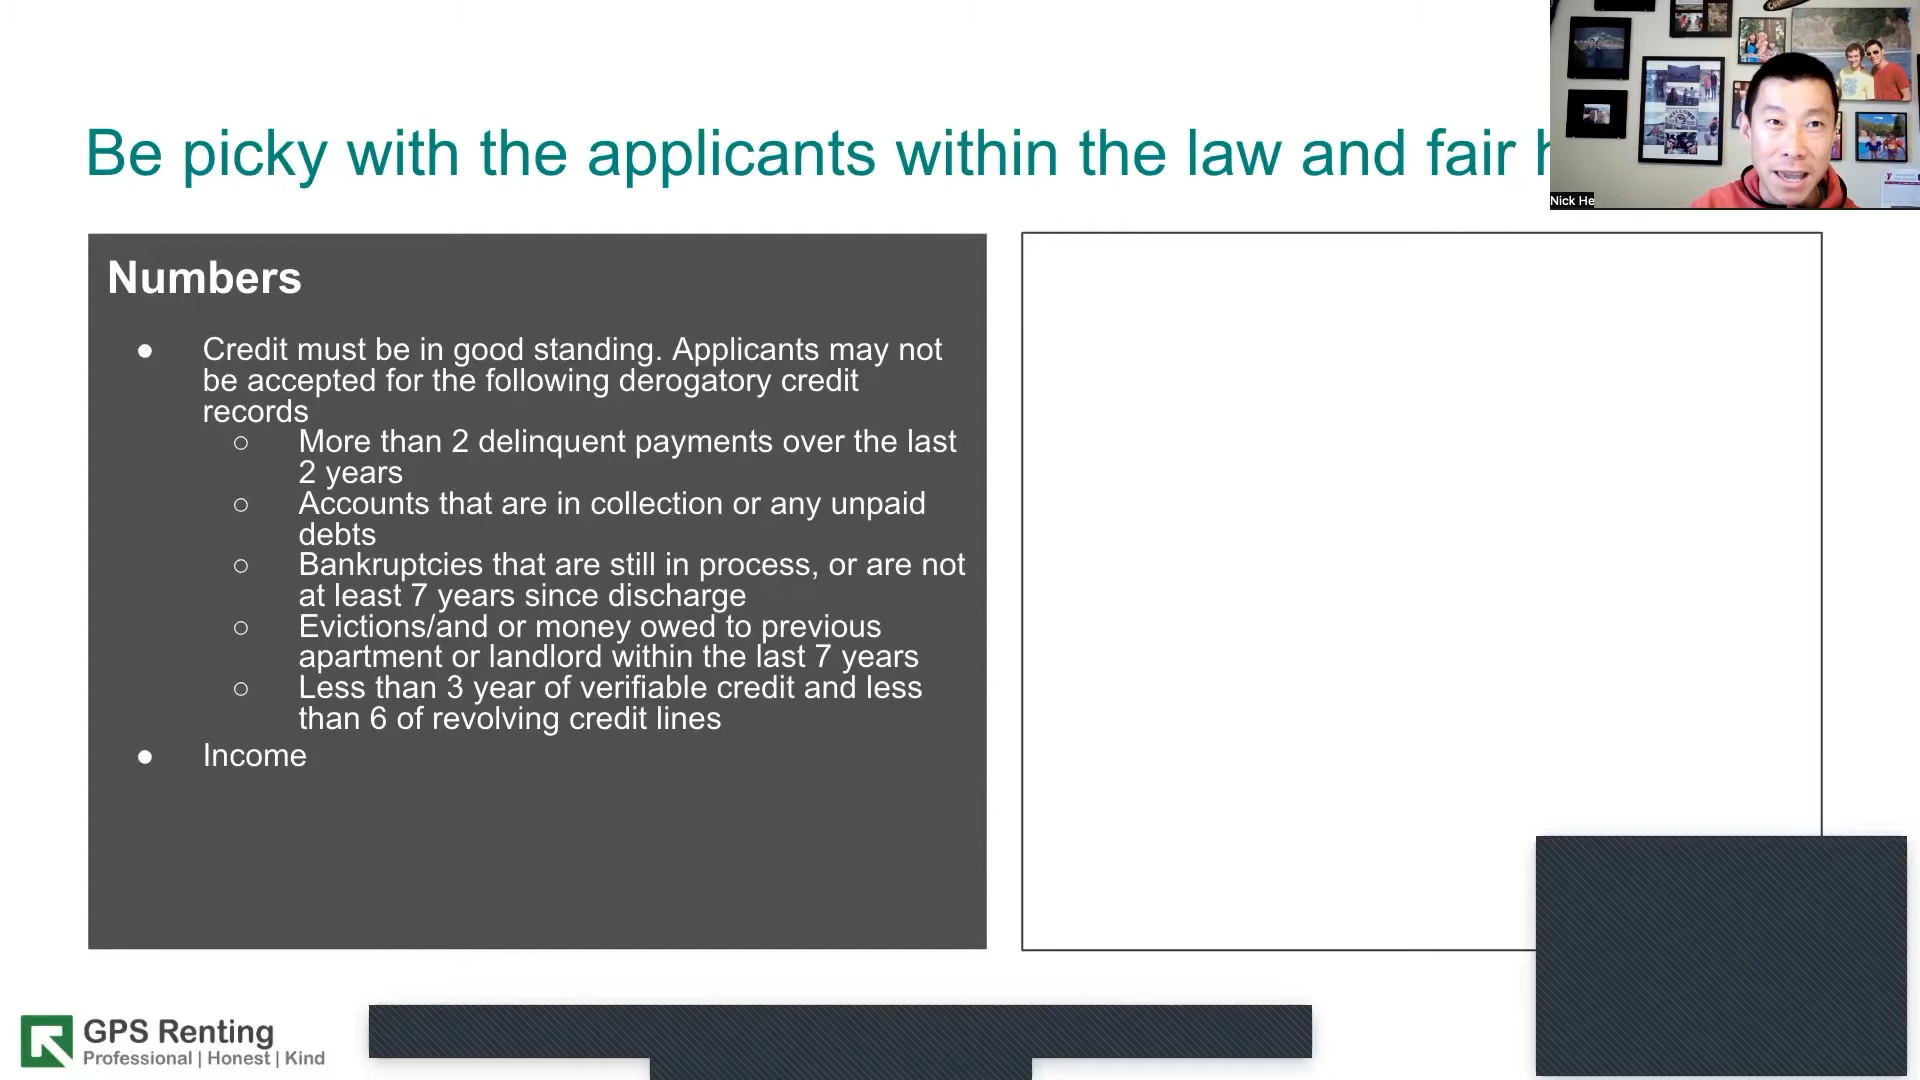 Be picky with the applicants within the law and fair
Nick He
Numbers
● Credit must be in good standing. Applicants may not
be accepted for the following derogatory credit
records
○ More than 2 delinquent payments over the last
2 years
○ Accounts that are in collection or any unpaid
debts
○ Bankruptcies that are still in process, or are not
at least 7 years since discharge
○ Evictions/and or money owed to previous
apartment or landlord within the last 7 years
○ Less than 3 year of verifiable credit and less
than 6 of revolving credit lines
● Income
GPS Renting
Professional | Honest | Kind